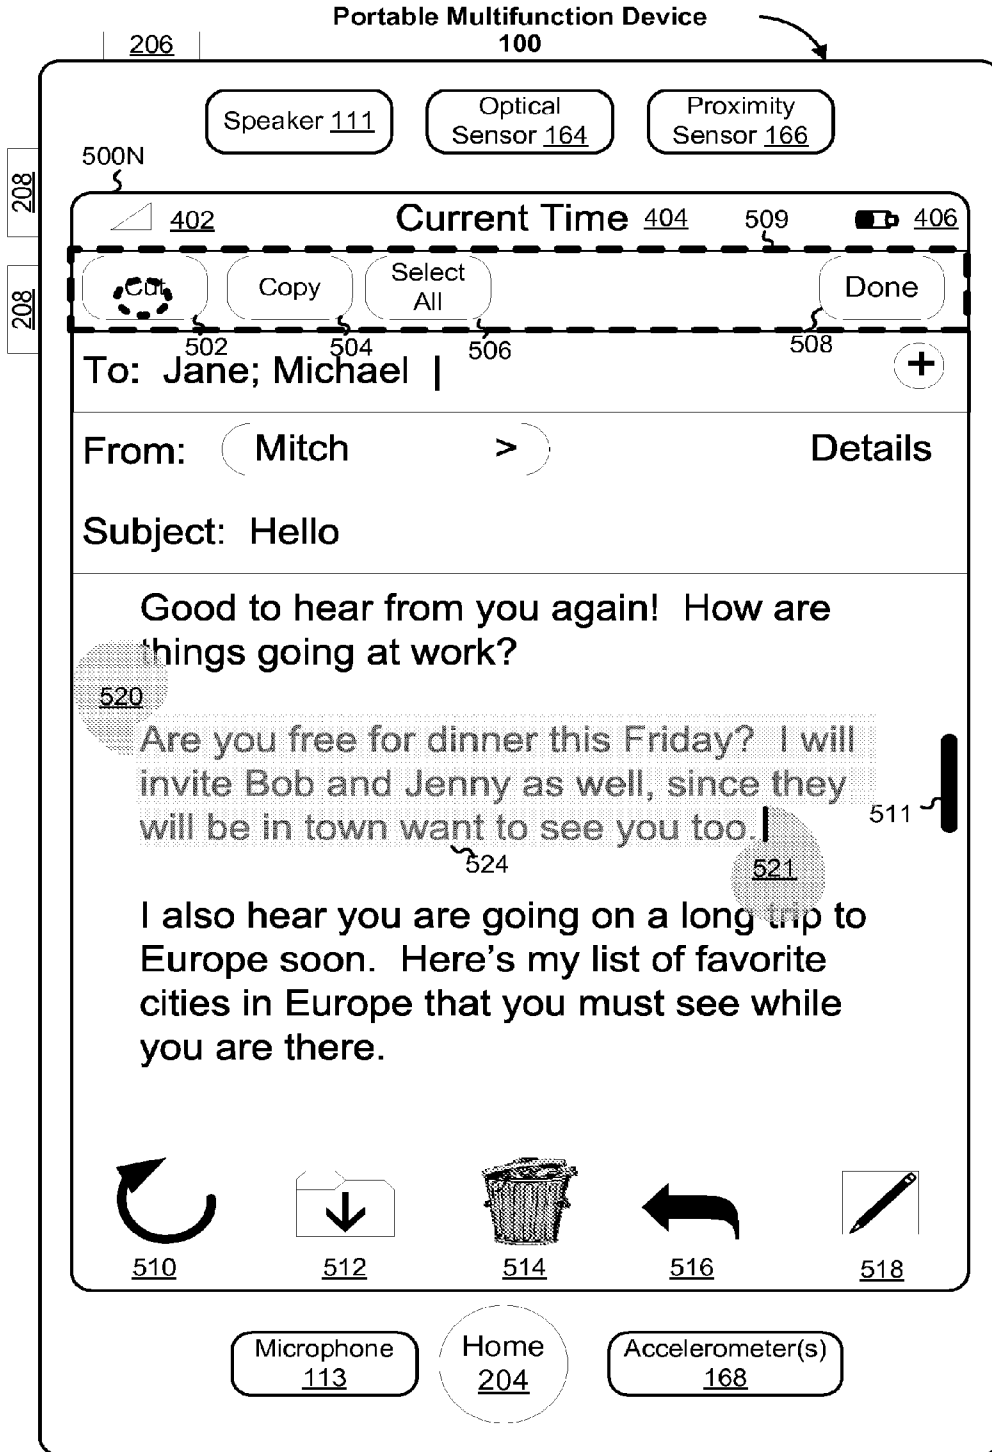 Portable Multifunction Device
100
206
Speaker 111
Optical
Sensor 164
Proximity
Sensor 166
208
500N
402
Current Time 404
509
406
208
Cut
Copy
Select
All
Done
502
504
506
508
To: Jane; Michael
+
From: Mitch >
Details
Subject: Hello
Good to hear from you again! How are
things going at work?
520
Are you free for dinner this Friday? I will
invite Bob and Jenny as well, since they
will be in town want to see you too.
511
524
521
I also hear you are going on a long trip to
Europe soon. Here's my list of favorite
cities in Europe that you must see while
you are there.
510
512
514
516
518
Microphone
113
Home
204
Accelerometer(s)
168